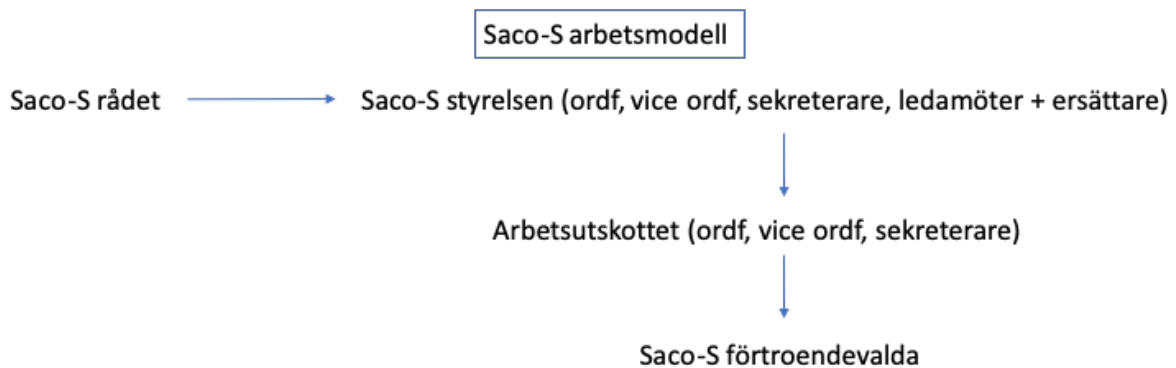 Saco-S arbetsmodell
Saco-S rådet
Saco-S styrelsen (ordf, vice ordf, sekreterare, ledamöter + ersättare)
Arbetsutskottet (ordf, vice ordf, sekreterare)
Saco-S förtroendevalda